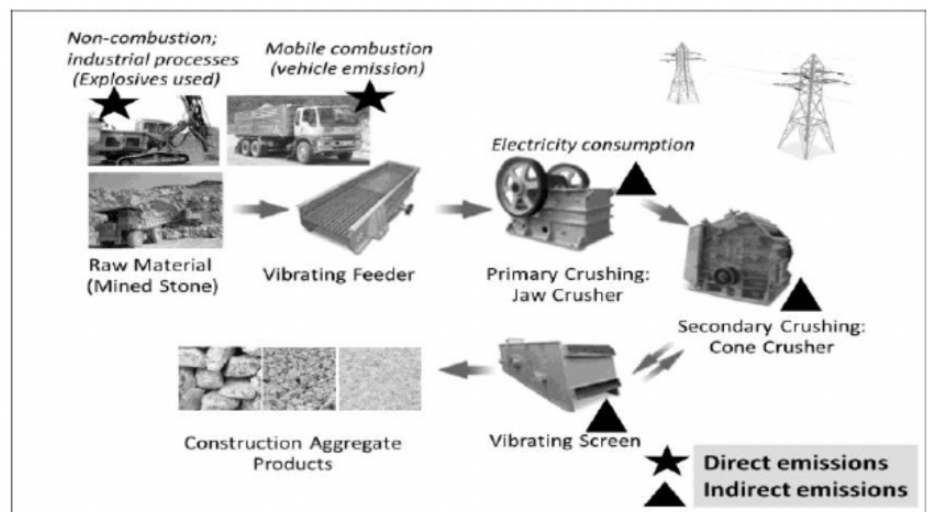 Non-combustion;
industrial processes
(Explosives used)
Mobile combustion
(vehicle emission)
Electricity consumption
Raw Material
(Mined Stone)
Vibrating Feeder
Primary Crushing:
Jaw Crusher
Secondary Crushing:
Cone Crusher
Vibrating Screen
Construction Aggregate
Products
Direct emissions
Indirect emissions